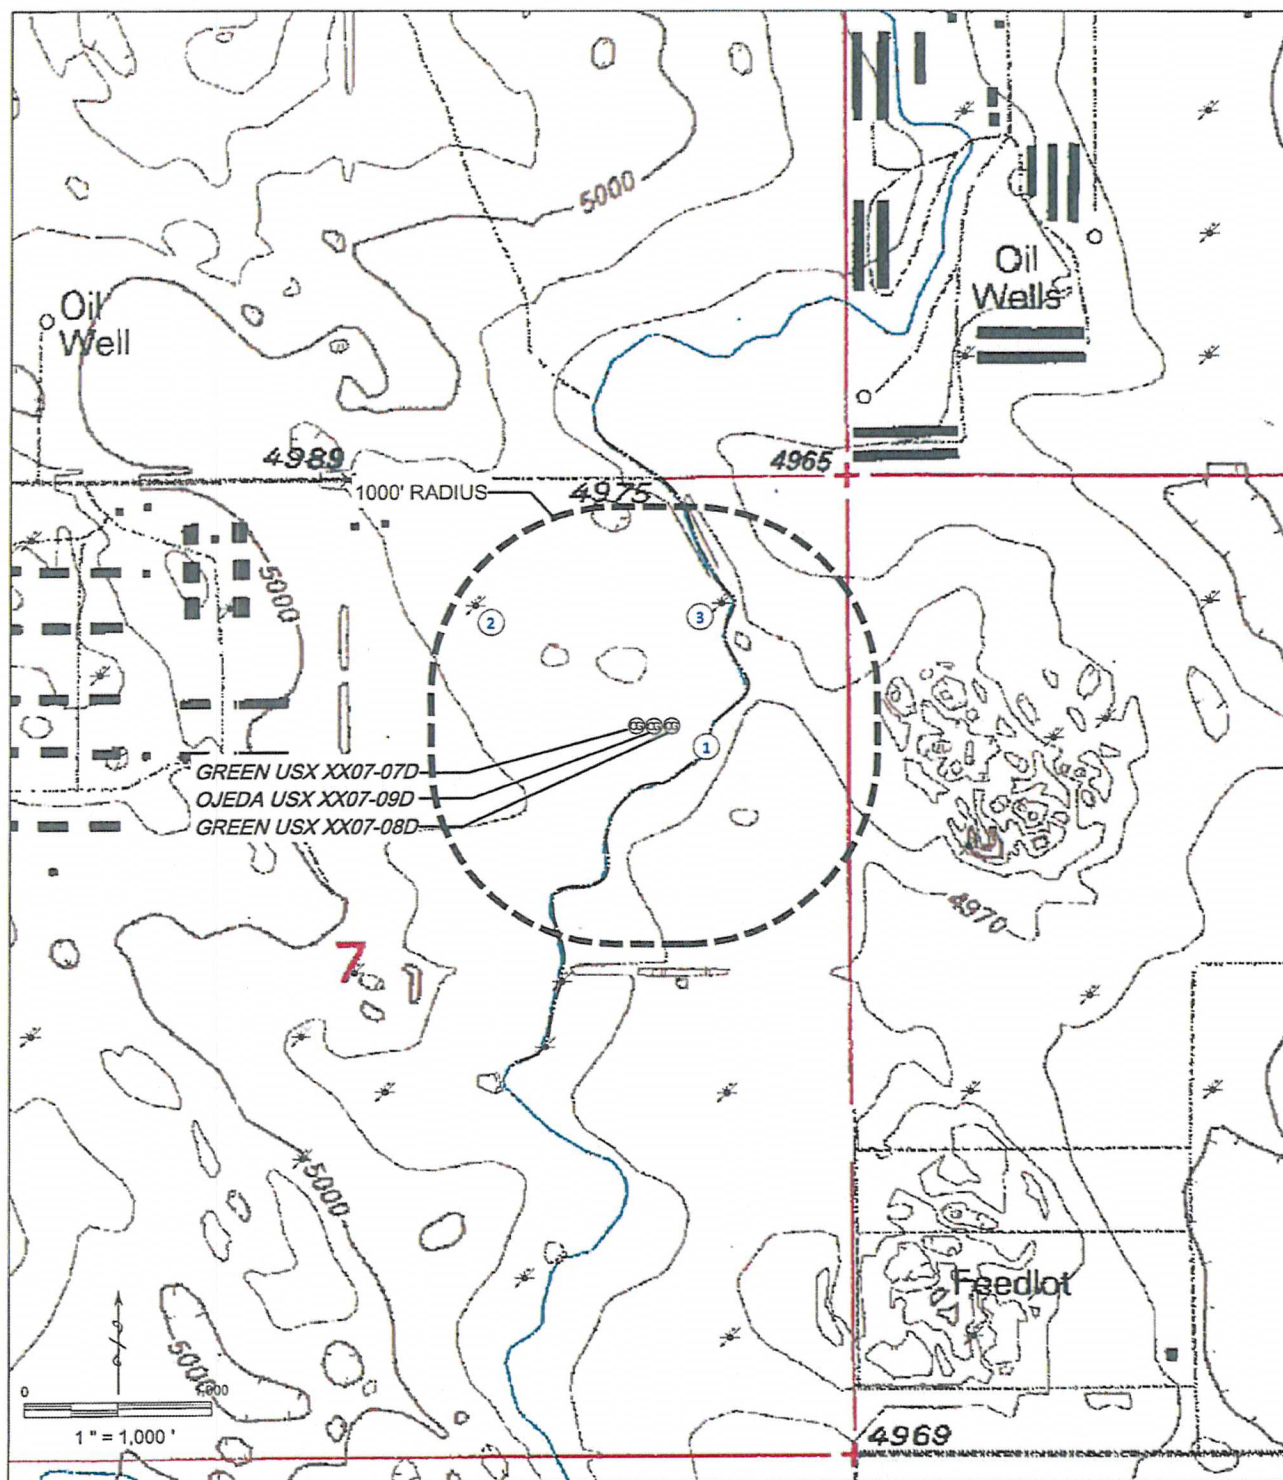 5000
Oil
Wells
Oil
Well
4989
4965
1000' RADIUS
4975
5000
2
3
1
GREEN USX XX07-07D
OJEDA USX XX07-09D
GREEN USX XX07-08D
4970
7
5000
Feedlot
5000
0
1,000
1 " = 1,000 '
4969